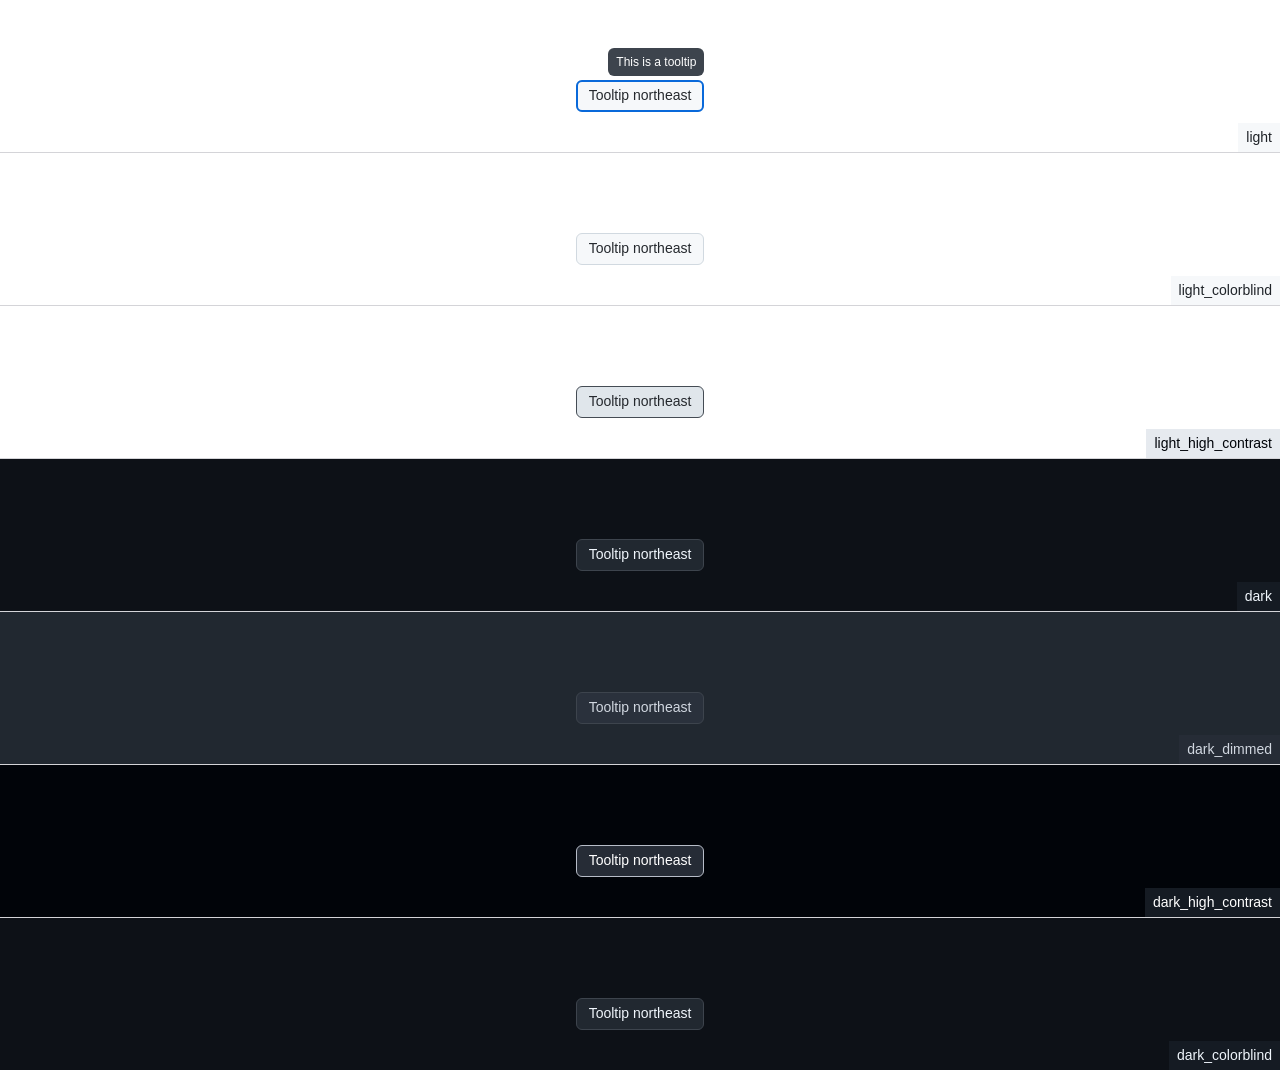 This is a tooltip
Tooltip northeast
light
Tooltip northeast
light_colorblind
Tooltip northeast
light_high_contrast
Tooltip northeast
dark
Tooltip northeast
dark_dimmed
Tooltip northeast
dark_high_contrast
Tooltip northeast
dark_colorblind